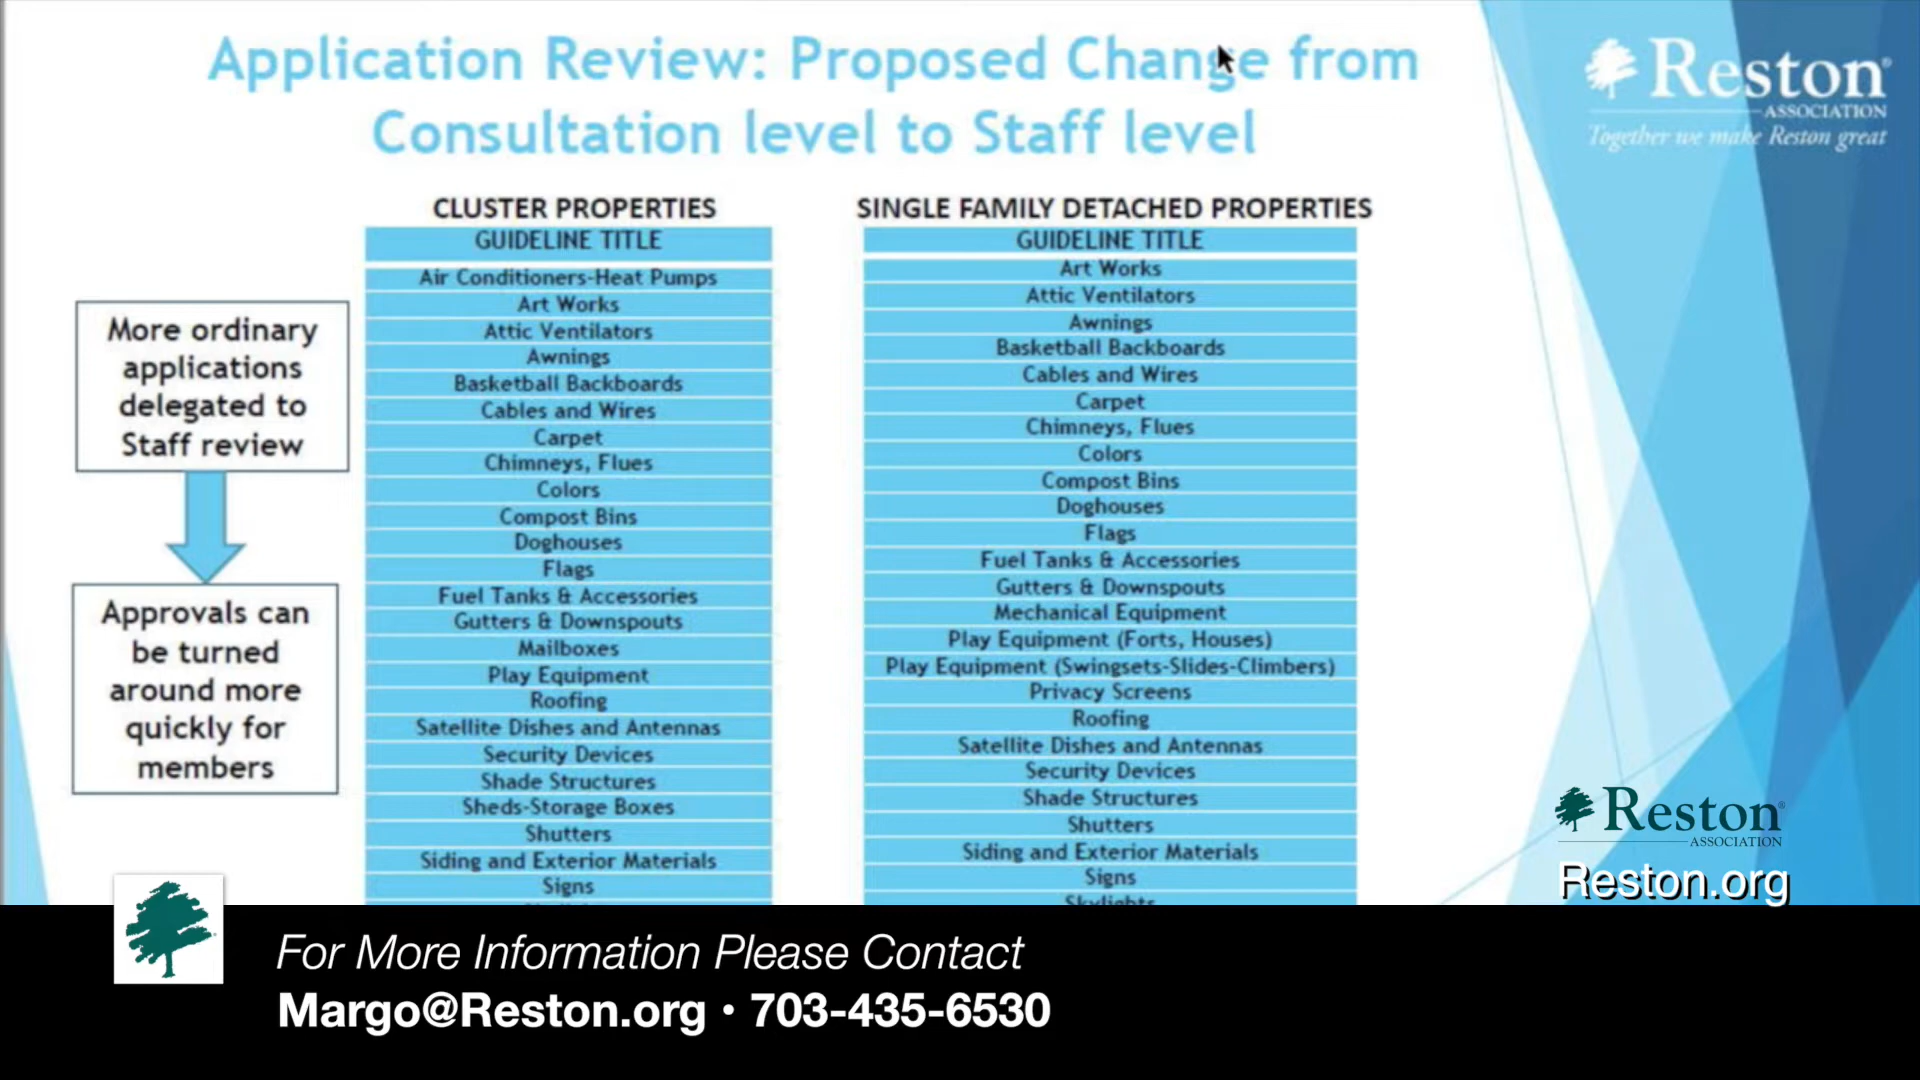 Application Review: Proposed Change from
Consultation level to Staff level
Reston®
ASSOCIATION
Together we make Reston great
More ordinary
applications
delegated to
Staff review
Approvals can
be turned
around more
quickly for
members
CLUSTER PROPERTIES
GUIDELINE TITLE
Air Conditioners-Heat Pumps
Art Works
Attic Ventilators
Awnings
Basketball Backboards
Cables and Wires
Carpet
Chimneys, Flues
Colors
Compost Bins
Doghouses
Flags
Fuel Tanks & Accessories
Gutters & Downspouts
Mailboxes
Play Equipment
Roofing
Satellite Dishes and Antennas
Security Devices
Shade Structures
Sheds-Storage Boxes
Shutters
Siding and Exterior Materials
Signs
SINGLE FAMILY DETACHED PROPERTIES
GUIDELINE TITLE
Art Works
Attic Ventilators
Awnings
Basketball Backboards
Cables and Wires
Carpet
Chimneys, Flues
Colors
Compost Bins
Doghouses
Flags
Fuel Tanks & Accessories
Gutters & Downspouts
Mechanical Equipment
Play Equipment (Forts, Houses)
Play Equipment (Swingsets-Slides-Climbers)
Privacy Screens
Roofing
Satellite Dishes and Antennas
Security Devices
Shade Structures
Shutters
Siding and Exterior Materials
Signs
Skylights
Reston®
ASSOCIATION
Reston.org
For More Information Please Contact
Margo@Reston.org • 703-435-6530